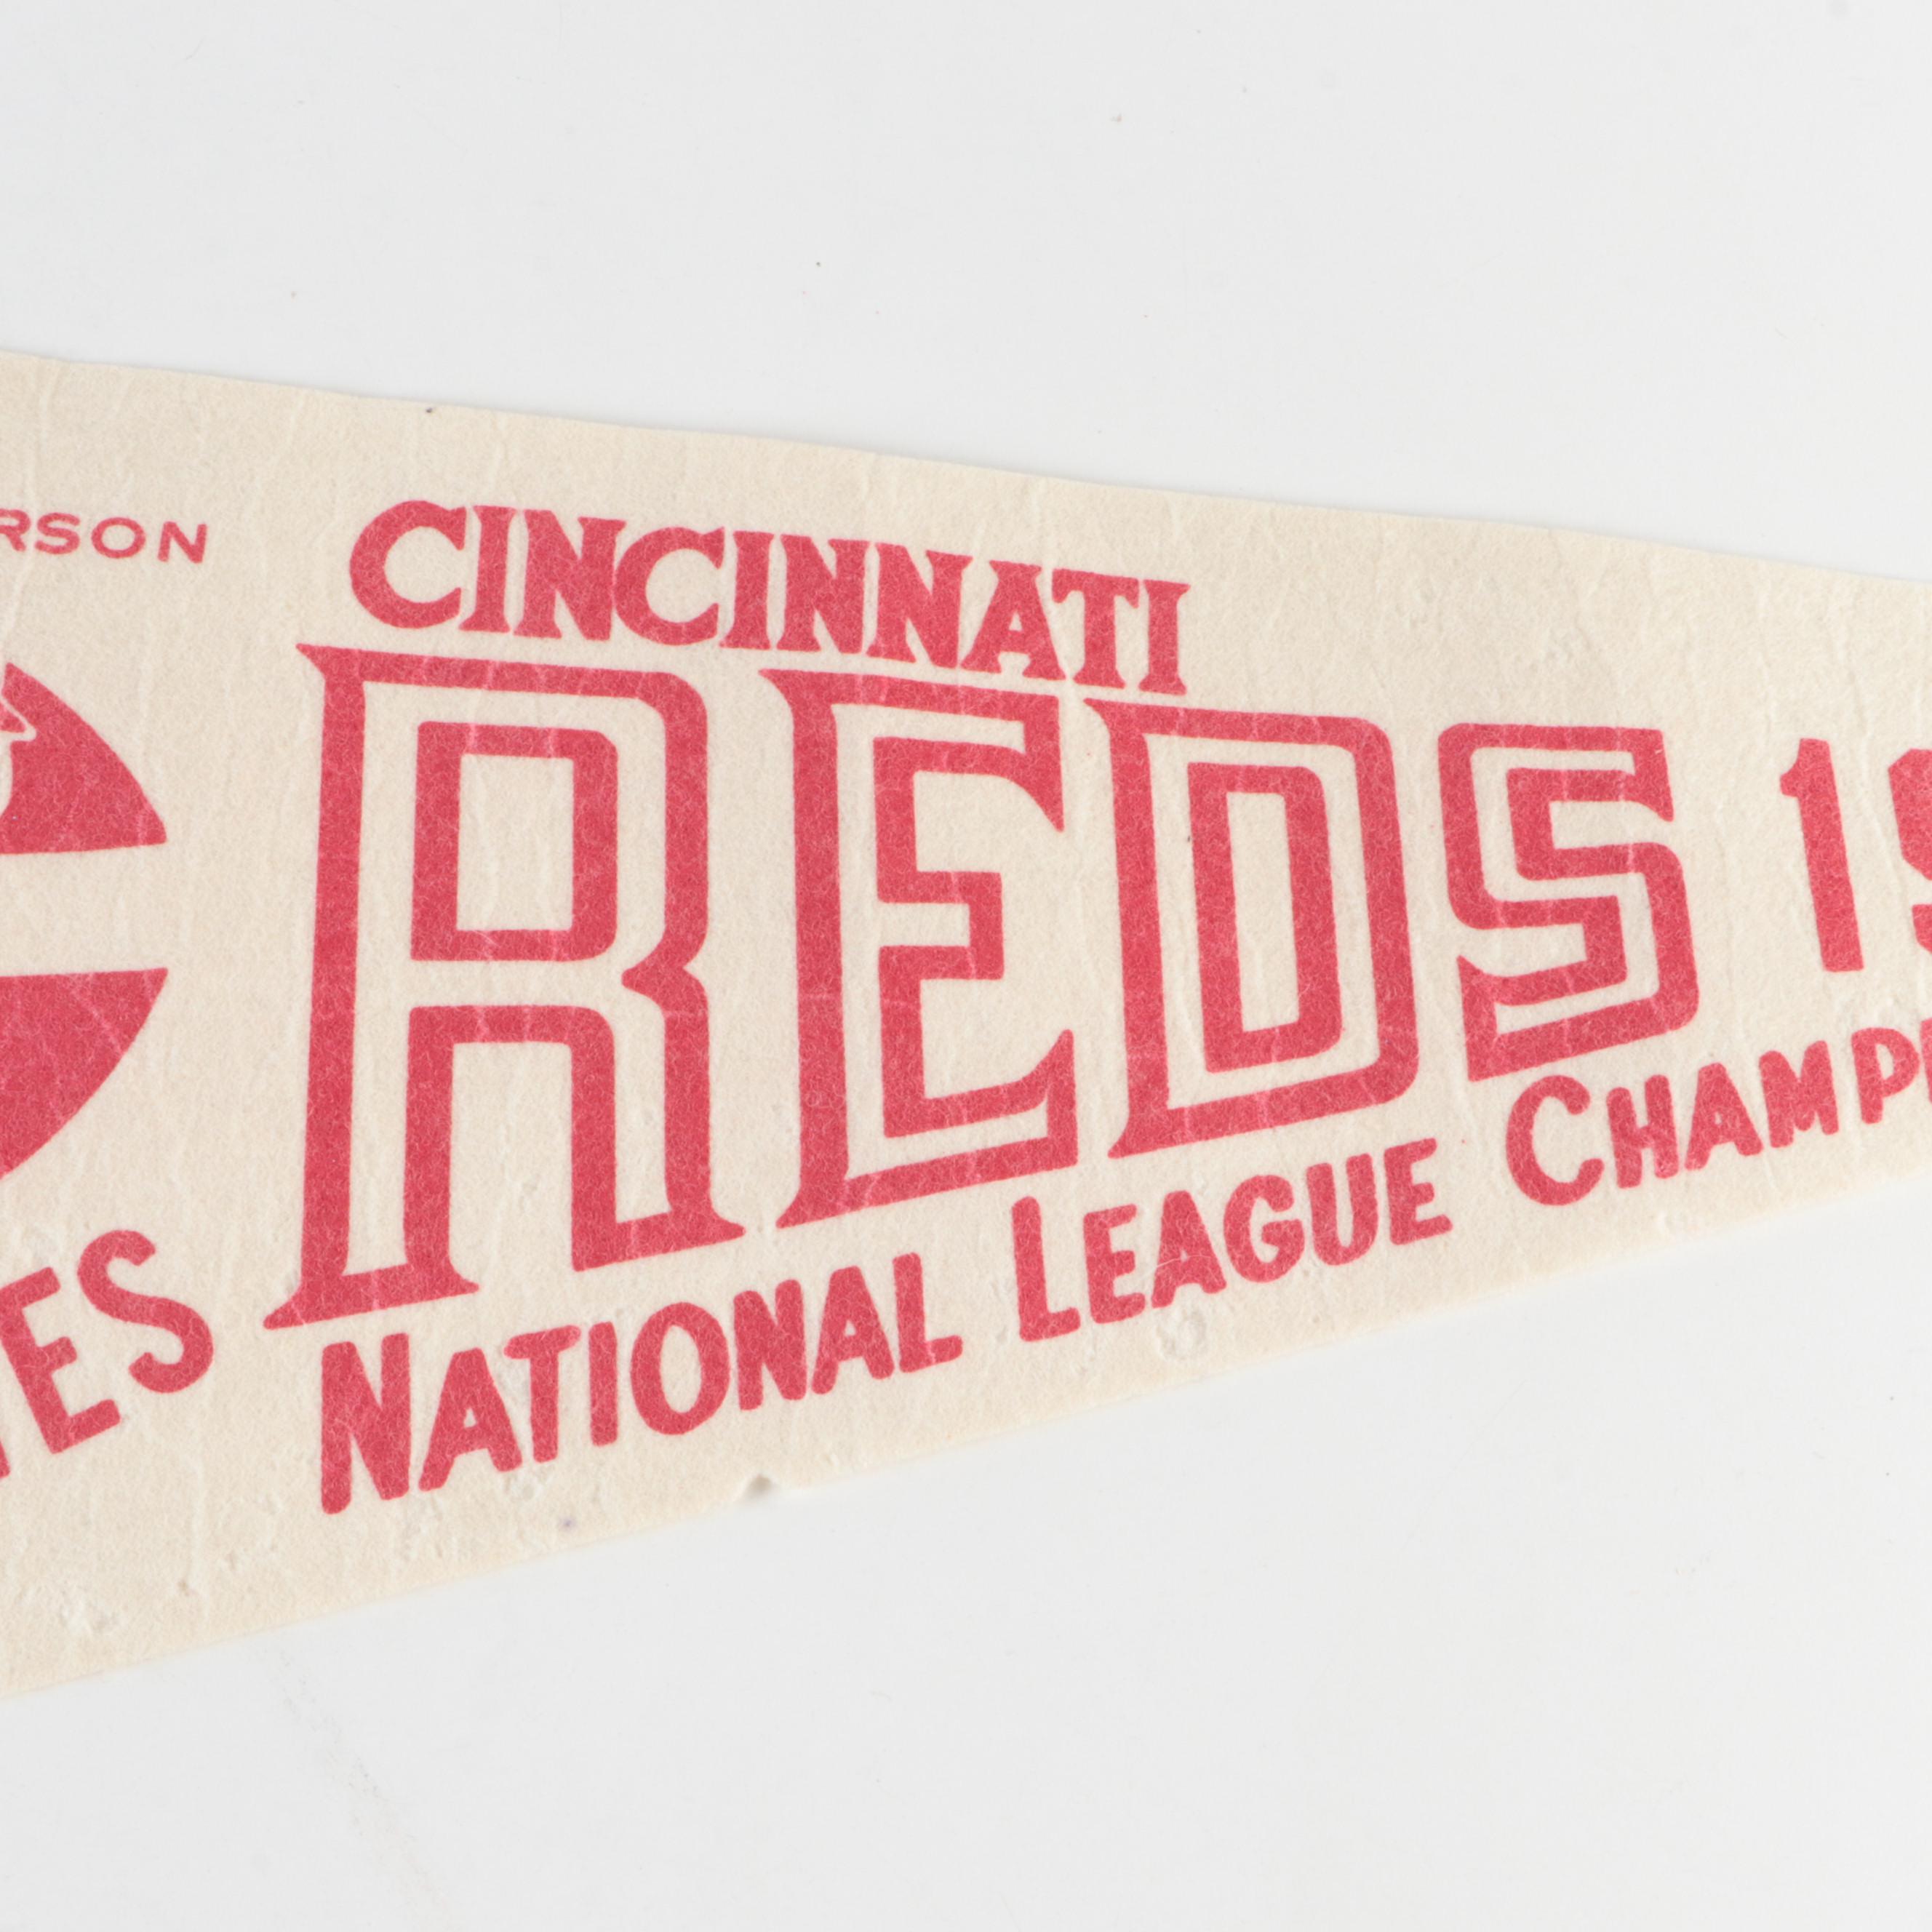 RSON
CINCINNATI
REDS 19
NATIONAL LEAGUE CHAMP
ES